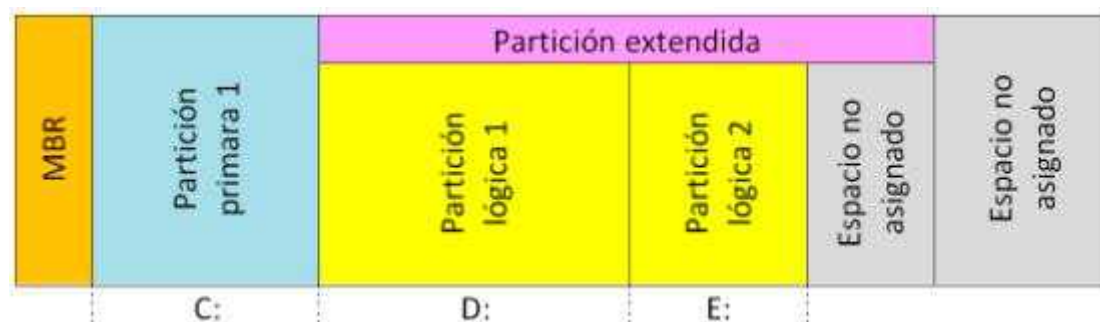 MBR
Partición
primara 1
Partición extendida
Partición
lógica 1
Partición
lógica 2
Espacio no
asignado
Espacio no
asignado
C:
D:
E: